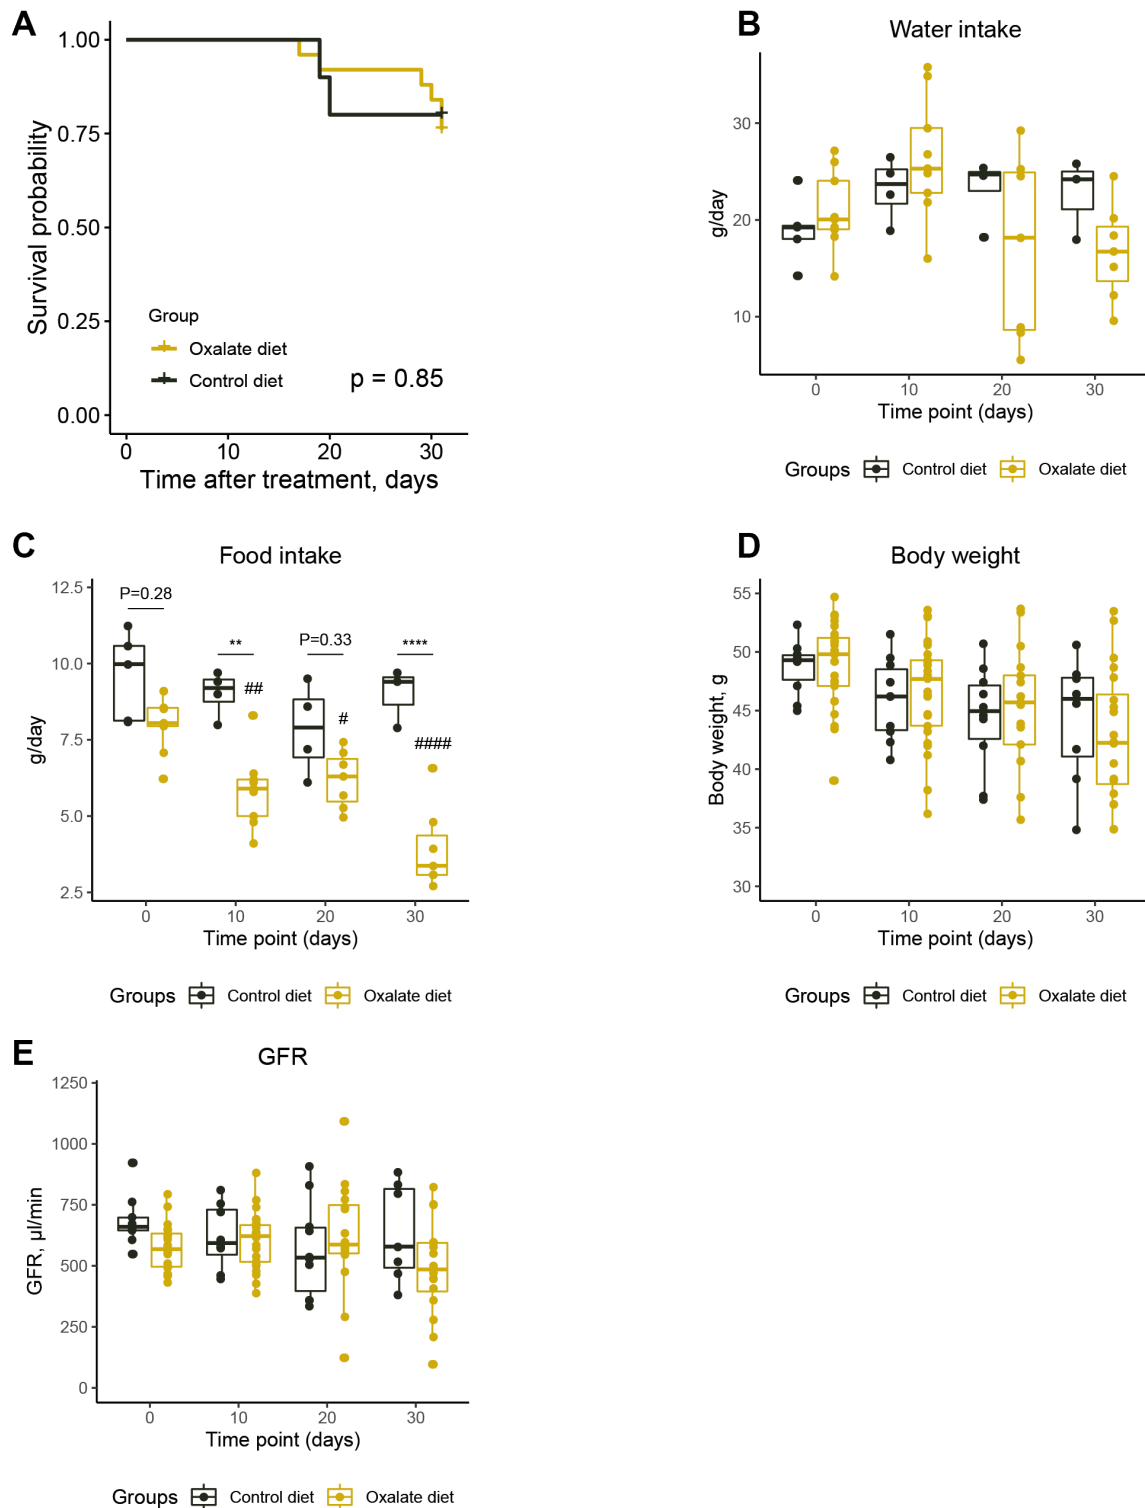 A
1.00
0.75
0.50
0.25
0.00
Survival probability
Group
Oxalate diet
Control diet
p = 0.85
0 10 20 30
Time after treatment, days
B
Water intake
30
20
10
g/day
0 10 20 30
Time point (days)
Groups Control diet Oxalate diet
C
Food intake
12.5
10.0
7.5
5.0
2.5
g/day
P=0.28
**
##
P=0.33
#
****
####
0 10 20 30
Time point (days)
Groups Control diet Oxalate diet
D
Body weight
55
50
45
40
35
30
Body weight, g
0 10 20 30
Time point (days)
Groups Control diet Oxalate diet
E
GFR
1250
1000
750
500
250
0
GFR, µl/min
0 10 20 30
Time point (days)
Groups Control diet Oxalate diet